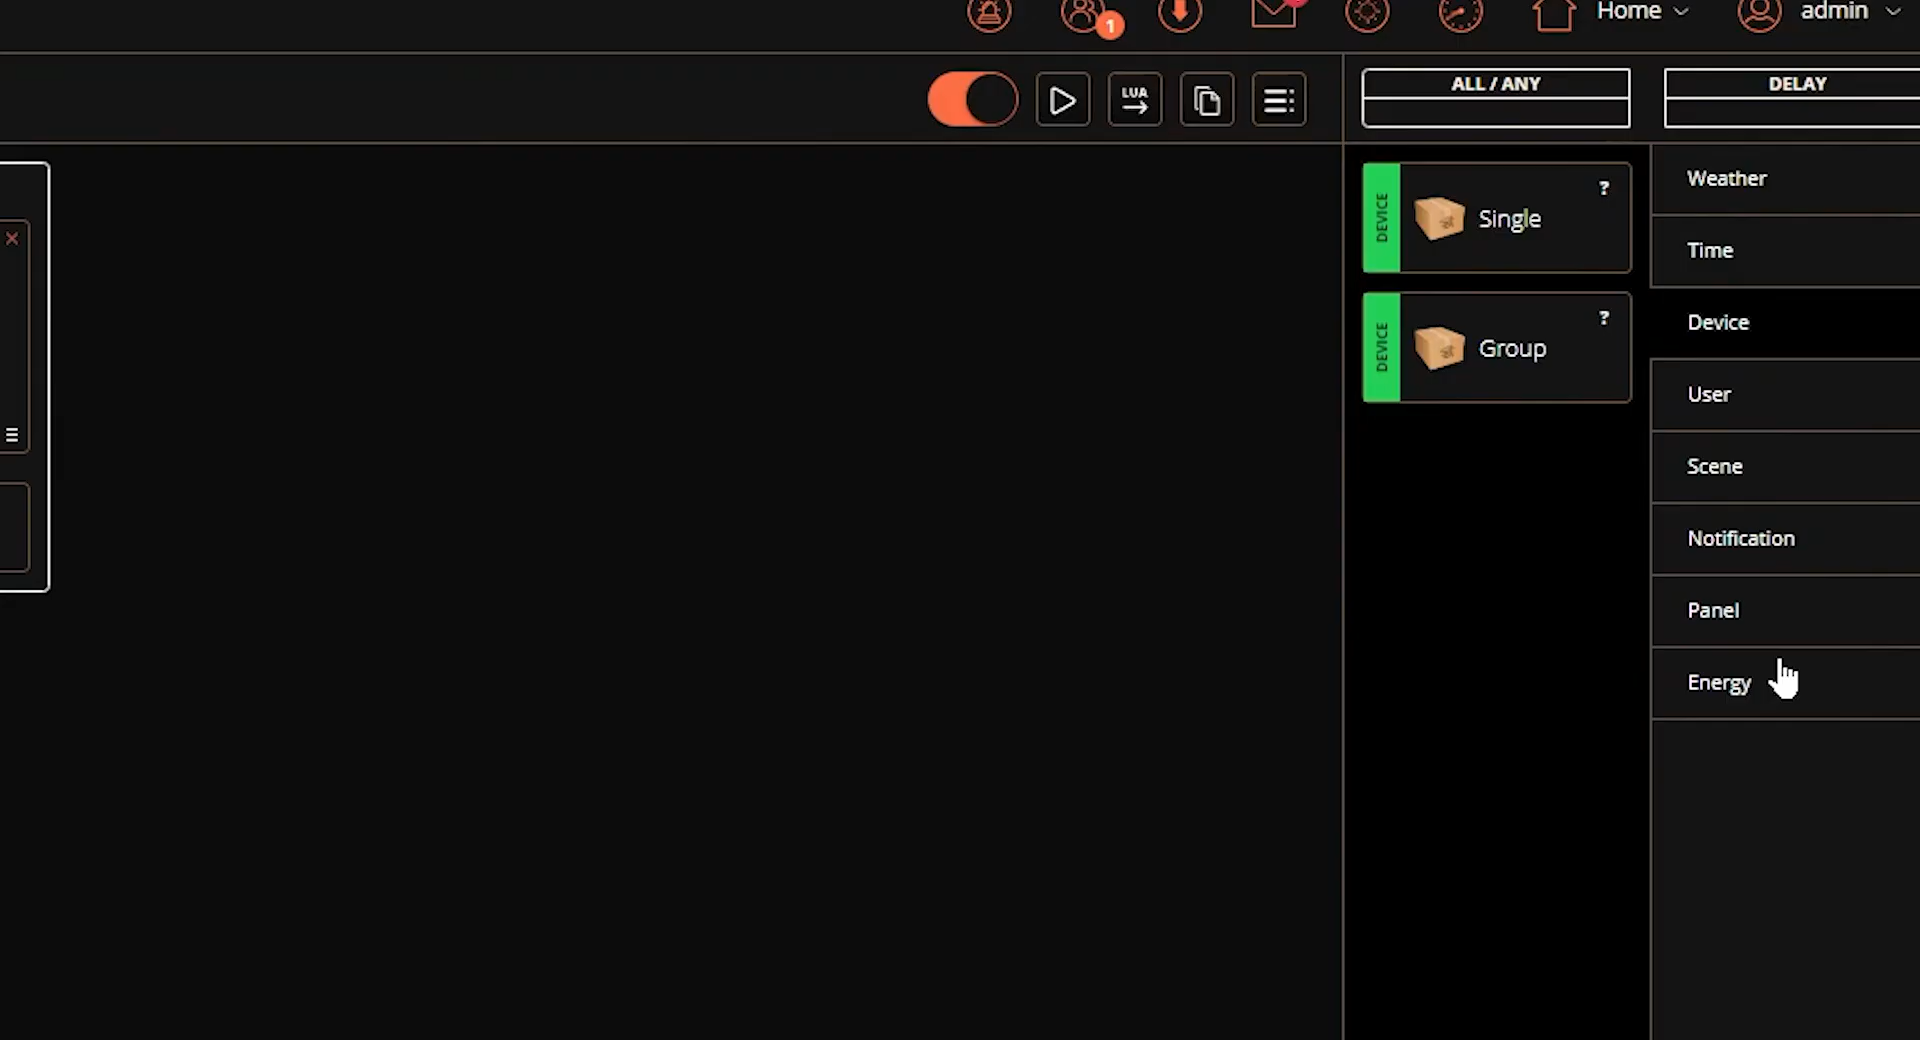 1
Home
admin
LUA
ALL / ANY
DELAY
DEVICE
Single
?
DEVICE
Group
?
Weather
Time
Device
User
Scene
Notification
Panel
Energy